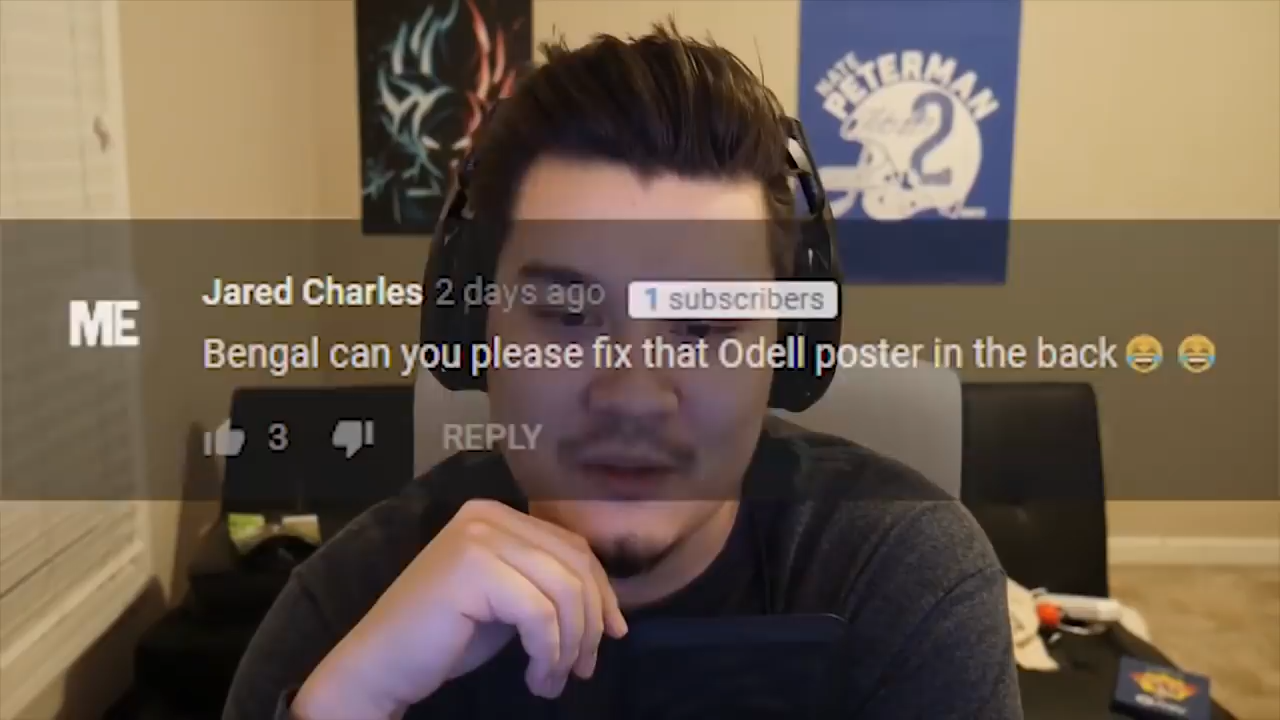 NATE
PETERMAN
2
ME
Jared Charles 2 days ago 1 subscribers
Bengal can you please fix that Odell poster in the back😂 😂
3 REPLY